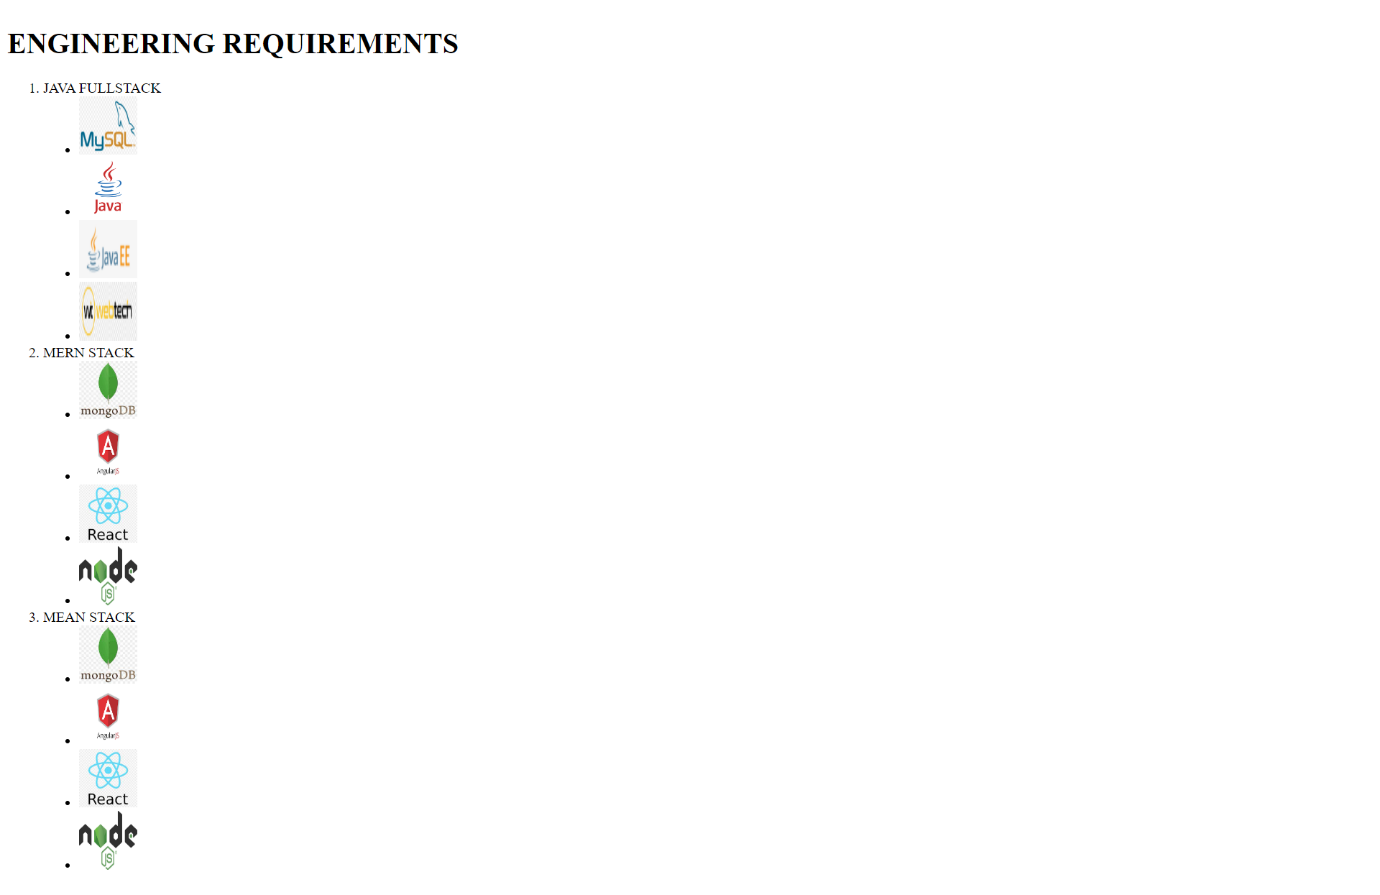 ENGINEERING REQUIREMENTS
1. JAVA FULLSTACK
MySQL
Java
Java EE
webtech
2. MERN STACK
mongoDB
A
AngularJS
React
node
JS
3. MEAN STACK
mongoDB
A
AngularJS
React
node
JS